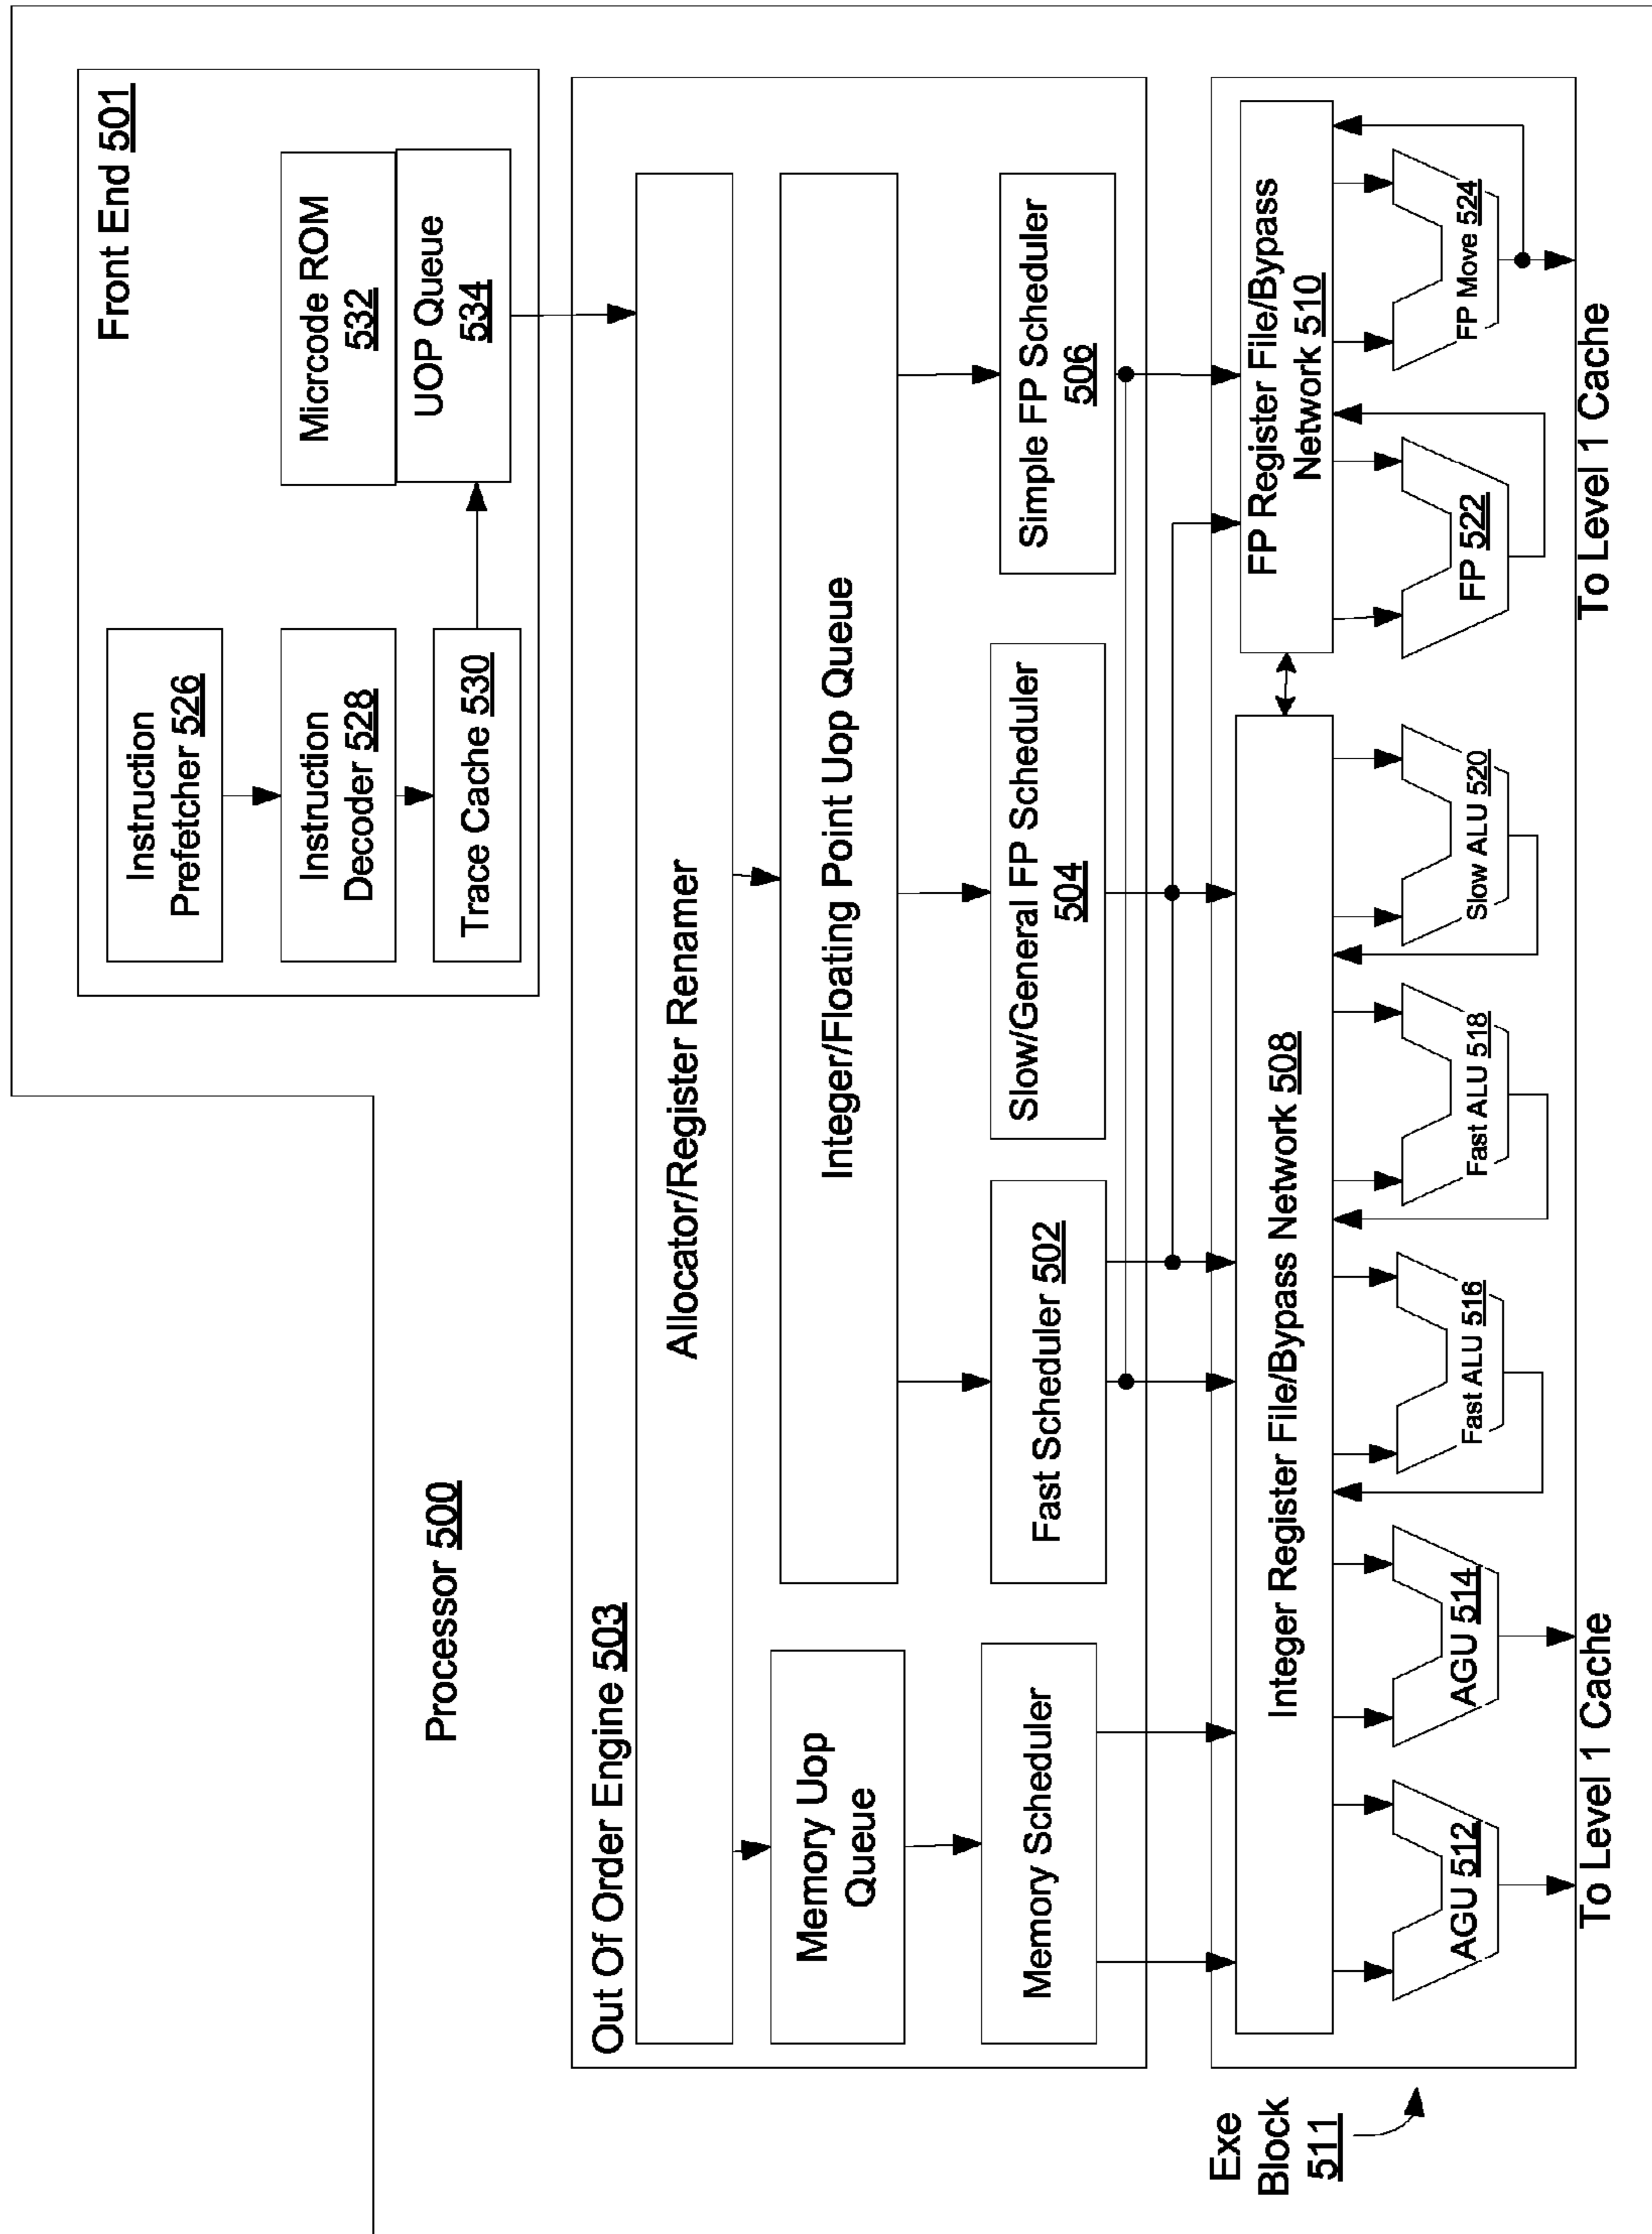 Front End 501
Instruction
Prefetcher 526
Instruction
Decoder 528
Trace Cache 530
Microcode ROM
532
UOP Queue
534
Processor 500
Out Of Order Engine 503
Allocator/Register Renamer
Memory Uop
Queue
Integer/Floating Point Uop Queue
Memory Scheduler
Fast Scheduler 502
Slow/General FP Scheduler
504
Simple FP Scheduler
506
Exe
Block
511
Integer Register File/Bypass Network 508
FP Register File/Bypass
Network 510
AGU 512
AGU 514
Fast ALU 516
Fast ALU 518
Slow ALU 520
FP 522
FP Move 524
To Level 1 Cache
To Level 1 Cache